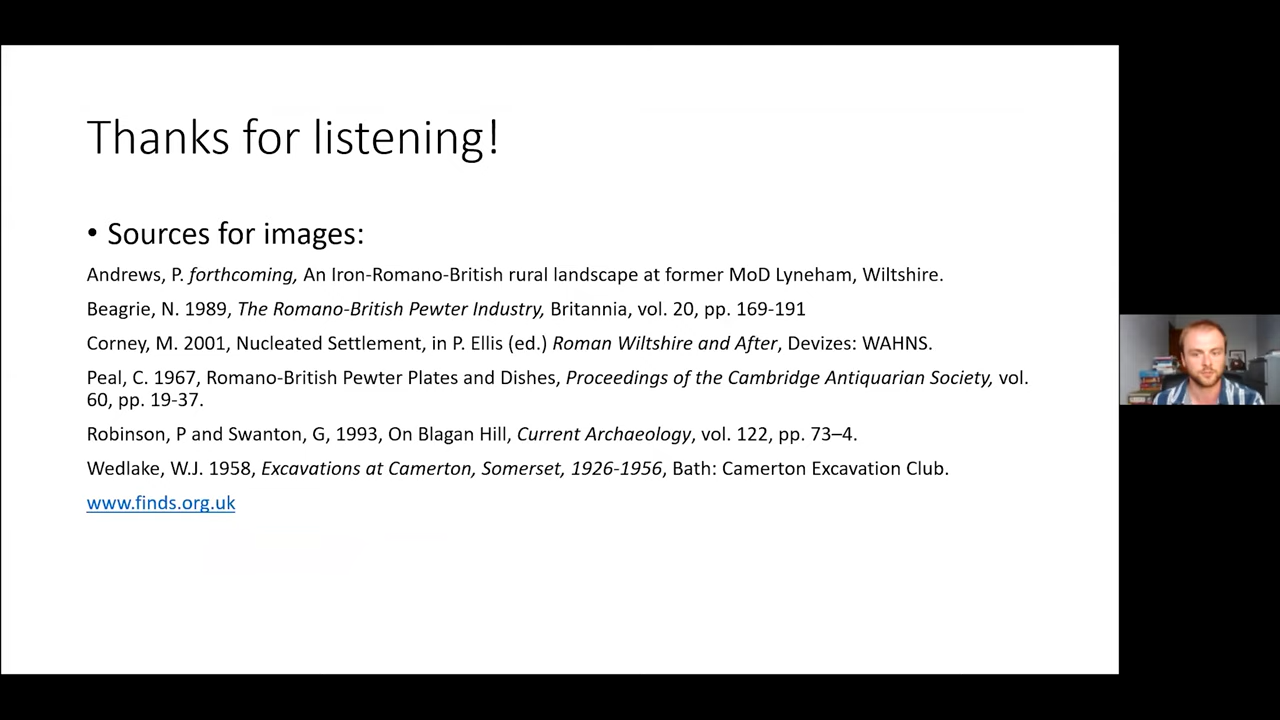 Thanks for listening!
• Sources for images:
Andrews, P. forthcoming, An Iron-Romano-British rural landscape at former MoD Lyneham, Wiltshire.
Beagrie, N. 1989, The Romano-British Pewter Industry, Britannia, vol. 20, pp. 169-191
Corney, M. 2001, Nucleated Settlement, in P. Ellis (ed.) Roman Wiltshire and After, Devizes: WAHNS.
Peal, C. 1967, Romano-British Pewter Plates and Dishes, Proceedings of the Cambridge Antiquarian Society, vol.
60, pp. 19-37.
Robinson, P and Swanton, G, 1993, On Blagan Hill, Current Archaeology, vol. 122, pp. 73–4.
Wedlake, W.J. 1958, Excavations at Camerton, Somerset, 1926-1956, Bath: Camerton Excavation Club.
www.finds.org.uk